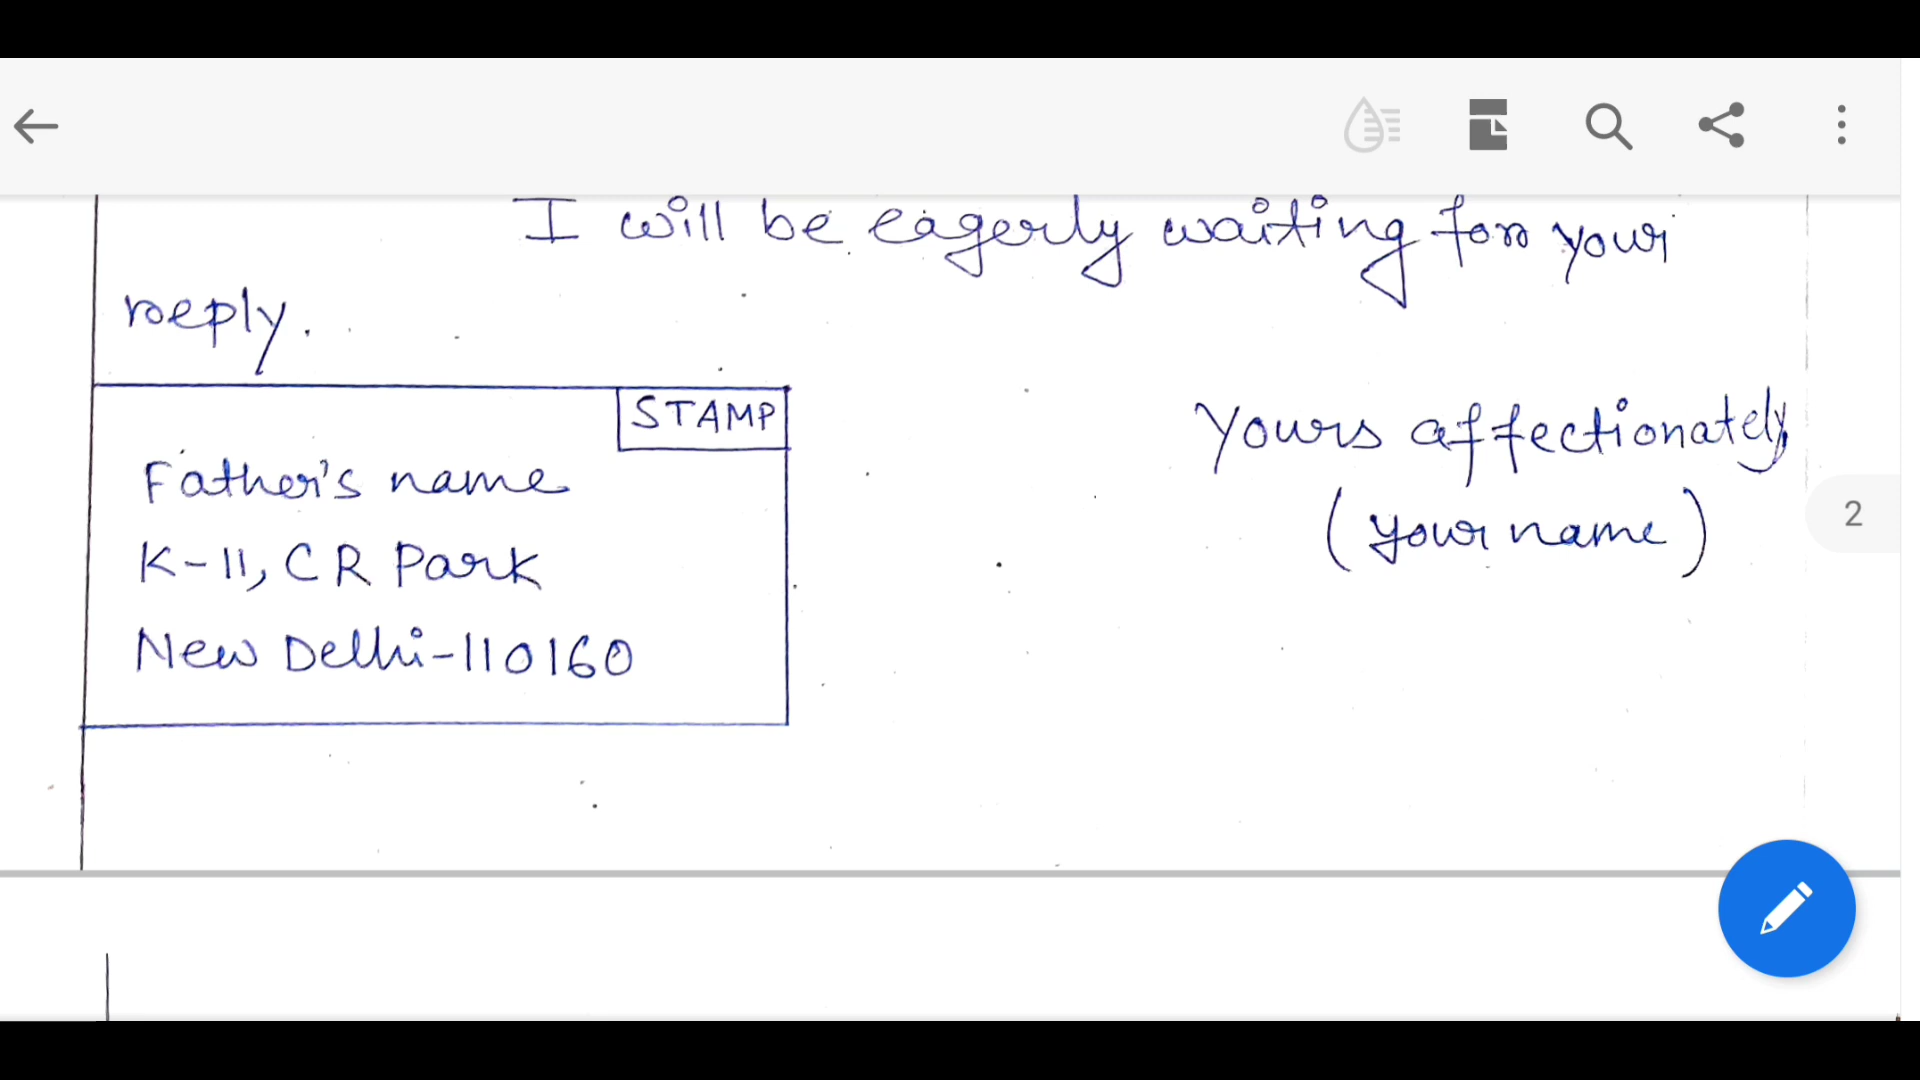 I will be eagerly waiting for your
reply.
STAMP
Father's name
K-11, CR Park
New Delhi-110160
Yours affectionately,
(your name)
2